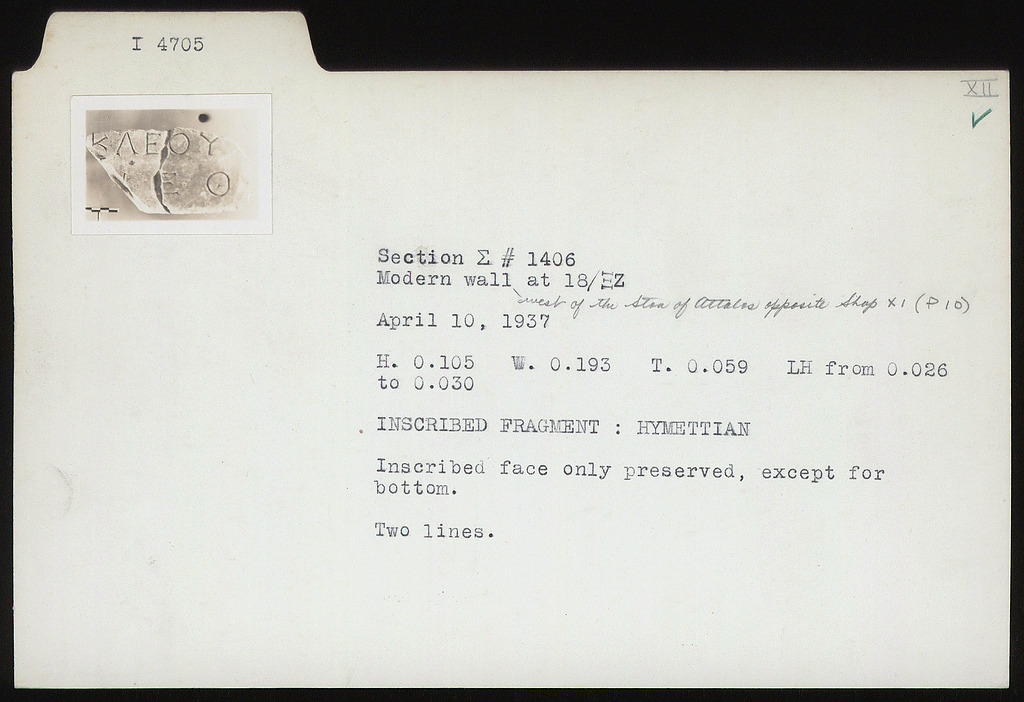 I 4705
XII
ΚΛΕΟΥ
Θ
Section Σ # 1406
Modern wall at 18/ΞΖ
west of the Stoa of Attalos opposite Shop XI (P 10)
April 10, 1937
H. 0.105 W. 0.193 T. 0.059 LH from 0.026
to 0.030
INSCRIBED FRAGMENT : HYMETTIAN
Inscribed face only preserved, except for
bottom.
Two lines.